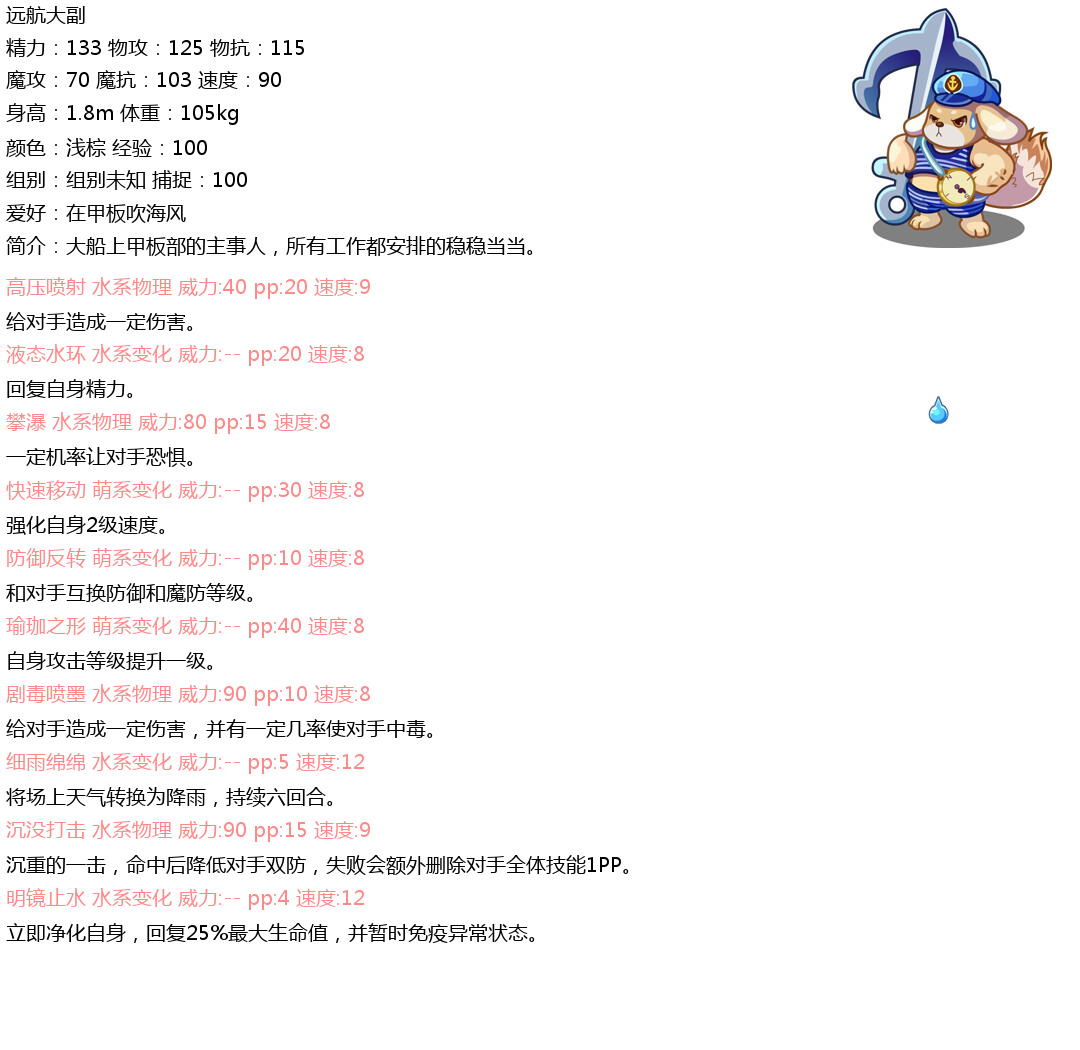 远航大副
精力：133 物攻：125 物抗：115
魔攻：70 魔抗：103 速度：90
身高：1.8m 体重：105kg
颜色：浅棕 经验：100
组别：组别未知 捕捉：100
爱好：在甲板吹海风
简介：大船上甲板部的主事人，所有工作都安排的稳稳当当。
高压喷射 水系物理 威力:40 pp:20 速度:9
给对手造成一定伤害。
液态水环 水系变化 威力:-- pp:20 速度:8
回复自身精力。
攀瀑 水系物理 威力:80 pp:15 速度:8
一定机率让对手恐惧。
快速移动 萌系变化 威力:-- pp:30 速度:8
强化自身2级速度。
防御反转 萌系变化 威力:-- pp:10 速度:8
和对手互换防御和魔防等级。
瑜珈之形 萌系变化 威力:-- pp:40 速度:8
自身攻击等级提升一级。
剧毒喷墨 水系物理 威力:90 pp:10 速度:8
给对手造成一定伤害，并有一定几率使对手中毒。
细雨绵绵 水系变化 威力:-- pp:5 速度:12
将场上天气转换为降雨，持续六回合。
沉没打击 水系物理 威力:90 pp:15 速度:9
沉重的一击，命中后降低对手双防，失败会额外删除对手全体技能1PP。
明镜止水 水系变化 威力:-- pp:4 速度:12
立即净化自身，回复25%最大生命值，并暂时免疫异常状态。